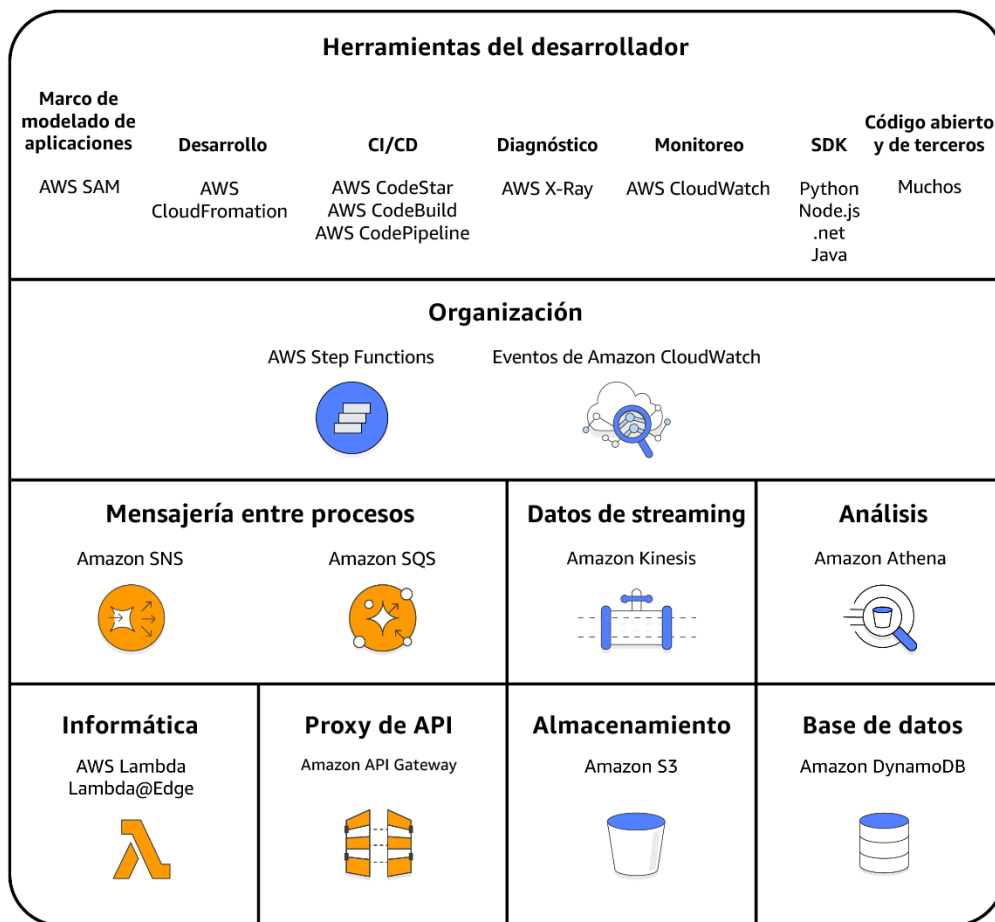 Herramientas del desarrollador
Marco de
modelado de
aplicaciones
AWS SAM
Desarrollo
AWS
CloudFromation
CI/CD
AWS CodeStar
AWS CodeBuild
AWS CodePipeline
Diagnóstico
AWS X-Ray
Monitoreo
AWS CloudWatch
SDK
Python
Node.js
.net
Java
Código abierto
y de terceros
Muchos
Organización
AWS Step Functions
Eventos de Amazon CloudWatch
Mensajería entre procesos
Amazon SNS
Amazon SQS
Datos de streaming
Amazon Kinesis
Análisis
Amazon Athena
Informática
AWS Lambda
Lambda@Edge
Proxy de API
Amazon API Gateway
Almacenamiento
Amazon S3
Base de datos
Amazon DynamoDB